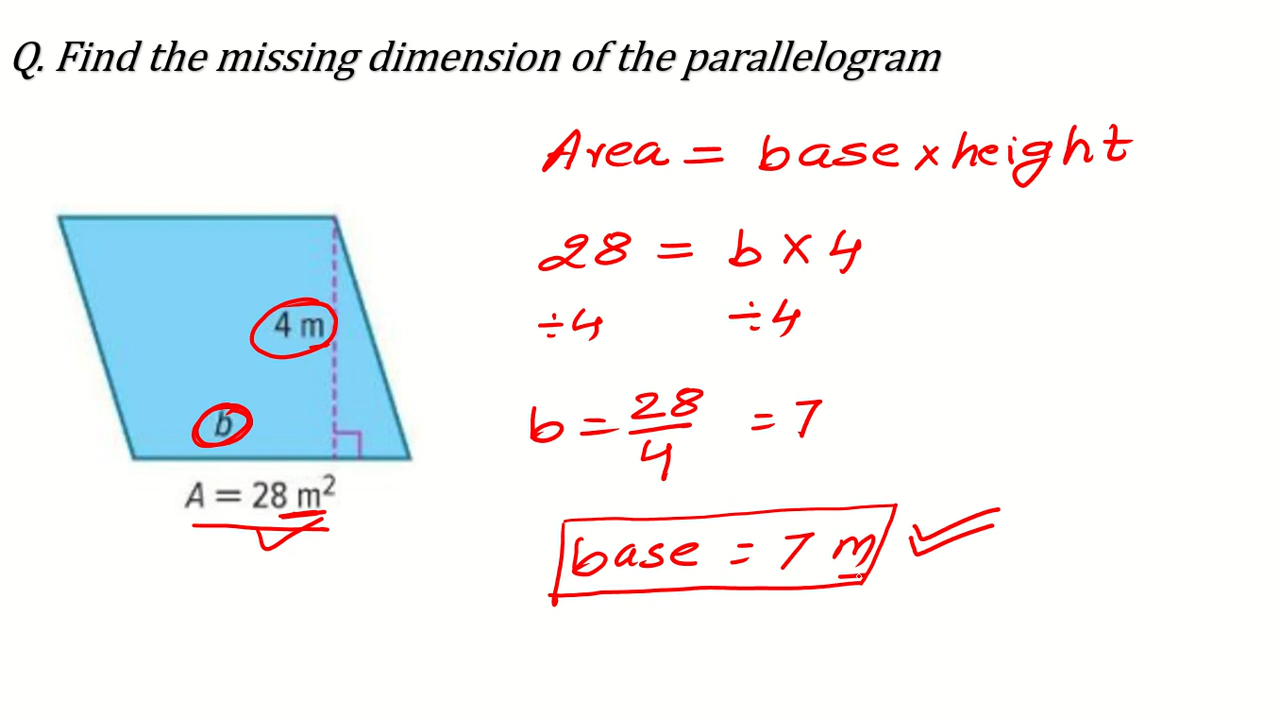 Q. Find the missing dimension of the parallelogram
Area = base × height
28 = b × 4
÷4 ÷4
4 m
b = 28/4 = 7
b
A = 28 m²
base = 7 m